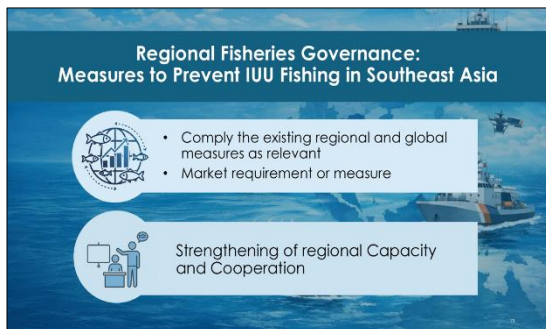 Regional Fisheries Governance:
Measures to Prevent IUU Fishing in Southeast Asia
• Comply the existing regional and global
measures as relevant
• Market requirement or measure
Strengthening of regional Capacity
and Cooperation